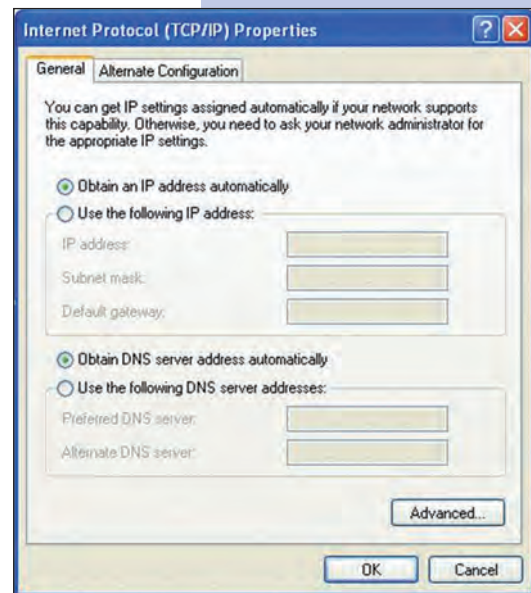 Internet Protocol (TCP/IP) Properties
General
Alternate Configuration
You can get IP settings assigned automatically if your network supports
this capability. Otherwise, you need to ask your network administrator for
the appropriate IP settings.
Obtain an IP address automatically
Use the following IP address:
IP address:
Subnet mask:
Default gateway:
Obtain DNS server address automatically
Use the following DNS server addresses:
Preferred DNS server:
Alternate DNS server:
Advanced...
OK
Cancel